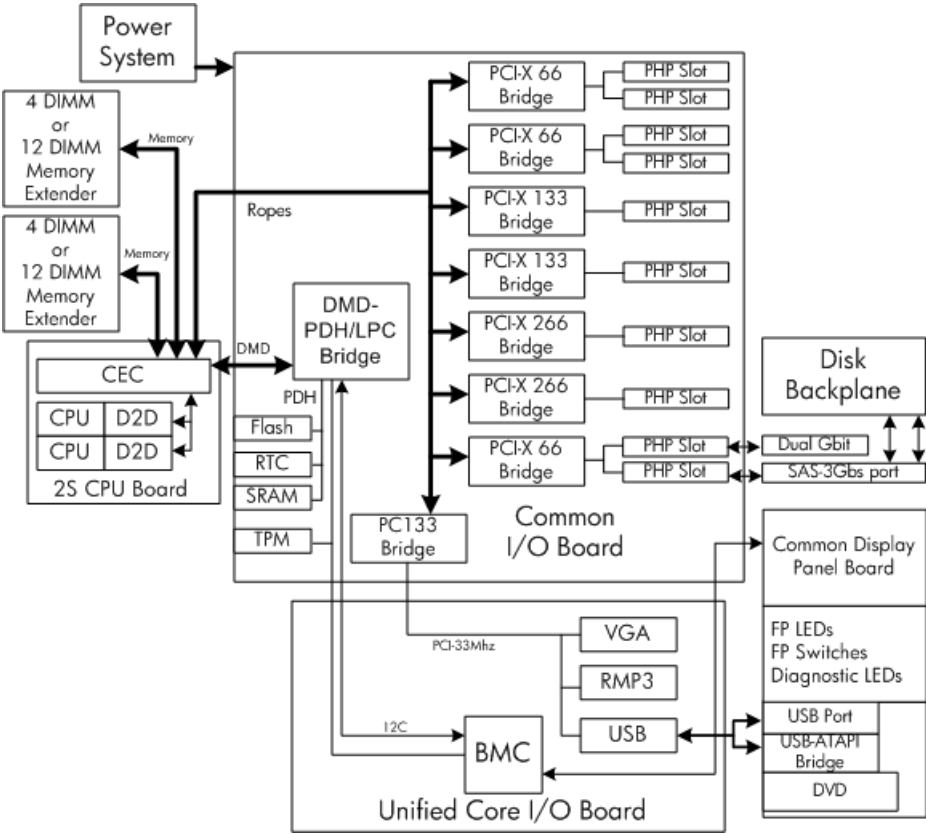 Power
System
4 DIMM
or
12 DIMM
Memory
Extender
Memory
4 DIMM
or
12 DIMM
Memory
Extender
Memory
CEC
CPU
D2D
CPU
D2D
2S CPU Board
Ropes
DMD
DMD-
PDH/LPC
Bridge
PDH
Flash
RTC
SRAM
TPM
PCI-X 66
Bridge
PHP Slot
PHP Slot
PCI-X 66
Bridge
PHP Slot
PHP Slot
PCI-X 133
Bridge
PHP Slot
PCI-X 133
Bridge
PHP Slot
PCI-X 266
Bridge
PHP Slot
PCI-X 266
Bridge
PHP Slot
PCI-X 66
Bridge
PHP Slot
PHP Slot
PC133
Bridge
Common
I/O Board
Disk
Backplane
Dual Gbit
SAS-3Gbs port
Common Display
Panel Board
FP LEDs
FP Switches
Diagnostic LEDs
USB Port
USB-ATAPI
Bridge
DVD
PCI-33Mhz
VGA
RMP3
USB
I2C
BMC
Unified Core I/O Board